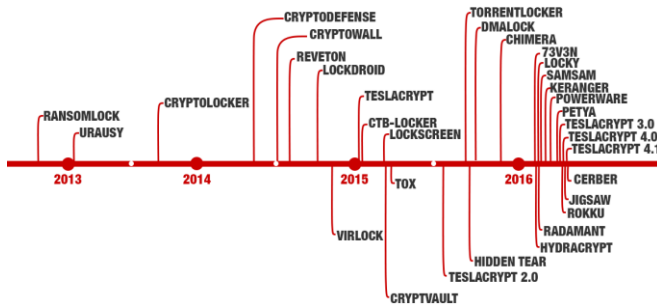 CRYPTODEFENSE
CRYPTOWALL
REVETON
LOCKDROID
RANSOMLOCK
URAUSY
CRYPTOLOCKER
TESLACRYPT
CTB-LOCKER
LOCKSCREEN
TORRENTLOCKER
DMALOCK
CHIMERA
73V3N
LOCKY
SAMSAM
KERANGER
POWERWARE
PETYA
TESLACRYPT 3.0
TESLACRYPT 4.0
TESLACRYPT 4.1
2013
2014
2015
2016
TOX
VIRLOCK
CRYPTVAULT
TESLACRYPT 2.0
HIDDEN TEAR
CERBER
JIGSAW
ROKKU
RADAMANT
HYDRACRYPT